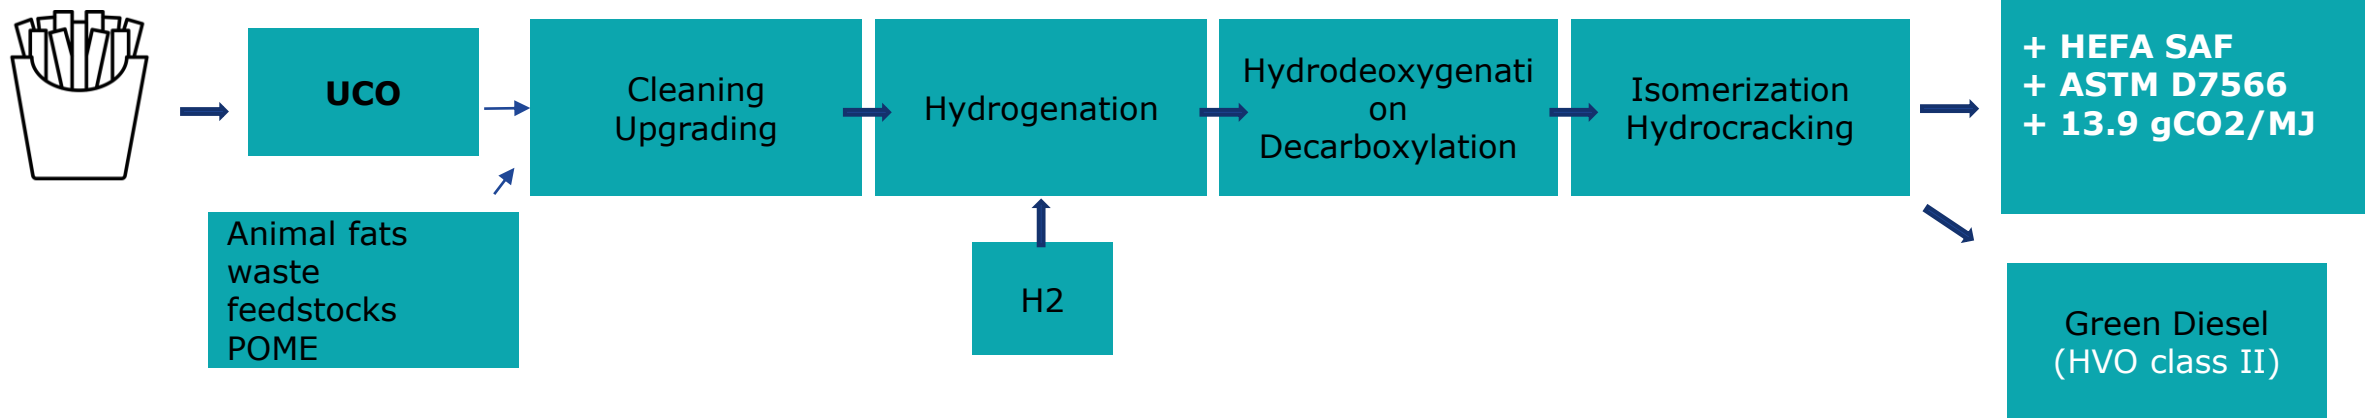 UCO
Animal fats
waste
feedstocks
POME
Cleaning
Upgrading
Hydrogenation
H2
Hydrodeoxygenati
on
Decarboxylation
Isomerization
Hydrocracking
+ HEFA SAF
+ ASTM D7566
+ 13.9 gCO2/MJ
Green Diesel
(HVO class II)